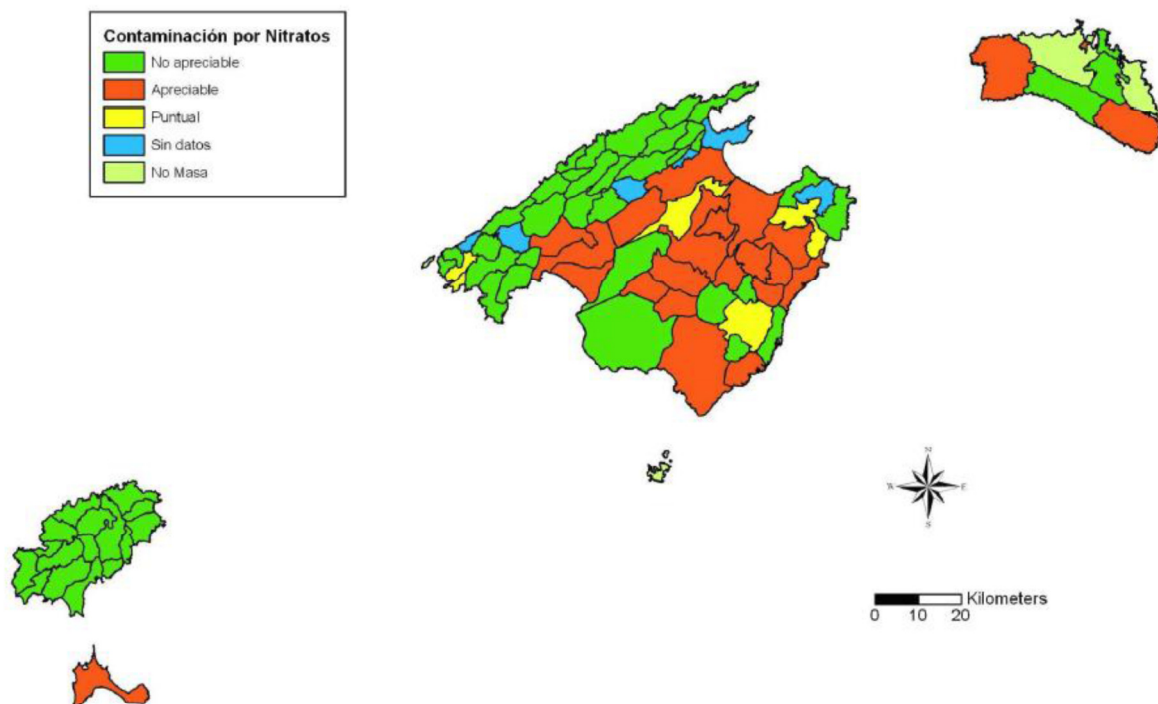 Contaminación por Nitratos
No apreciable
Apreciable
Puntual
Sin datos
No Masa
N
E
S
Kilometers
0 10 20